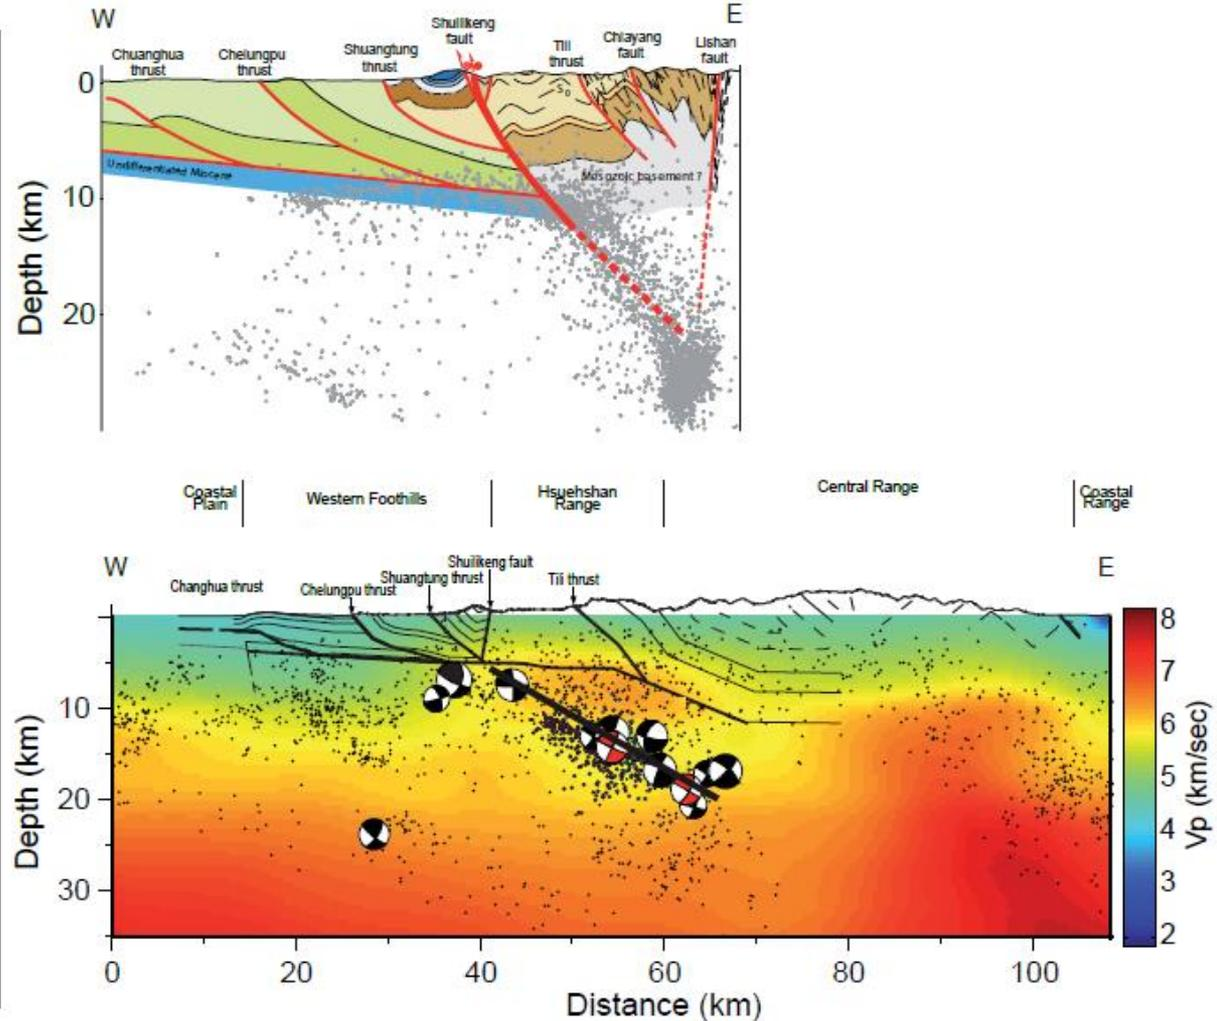 W
E
Shuilikeng
fault
Chuanghua
thrust
Chelungpu
thrust
Shuangtung
thrust
Tili
thrust
Chiayang
fault
Lishan
fault
0
10
20
Depth (km)
S0
Undifferentiated Miocene
Mesozoic basement ?
Coastal
Plain
Western Foothills
Hsuehshan
Range
Central Range
Coastal
Range
W
E
Changhua thrust
Chelungpu thrust
Shuangtung thrust
Shuilikeng fault
Tili thrust
10
20
30
Depth (km)
0
20
40
60
80
100
Distance (km)
8
7
6
5
4
3
2
Vp (km/sec)